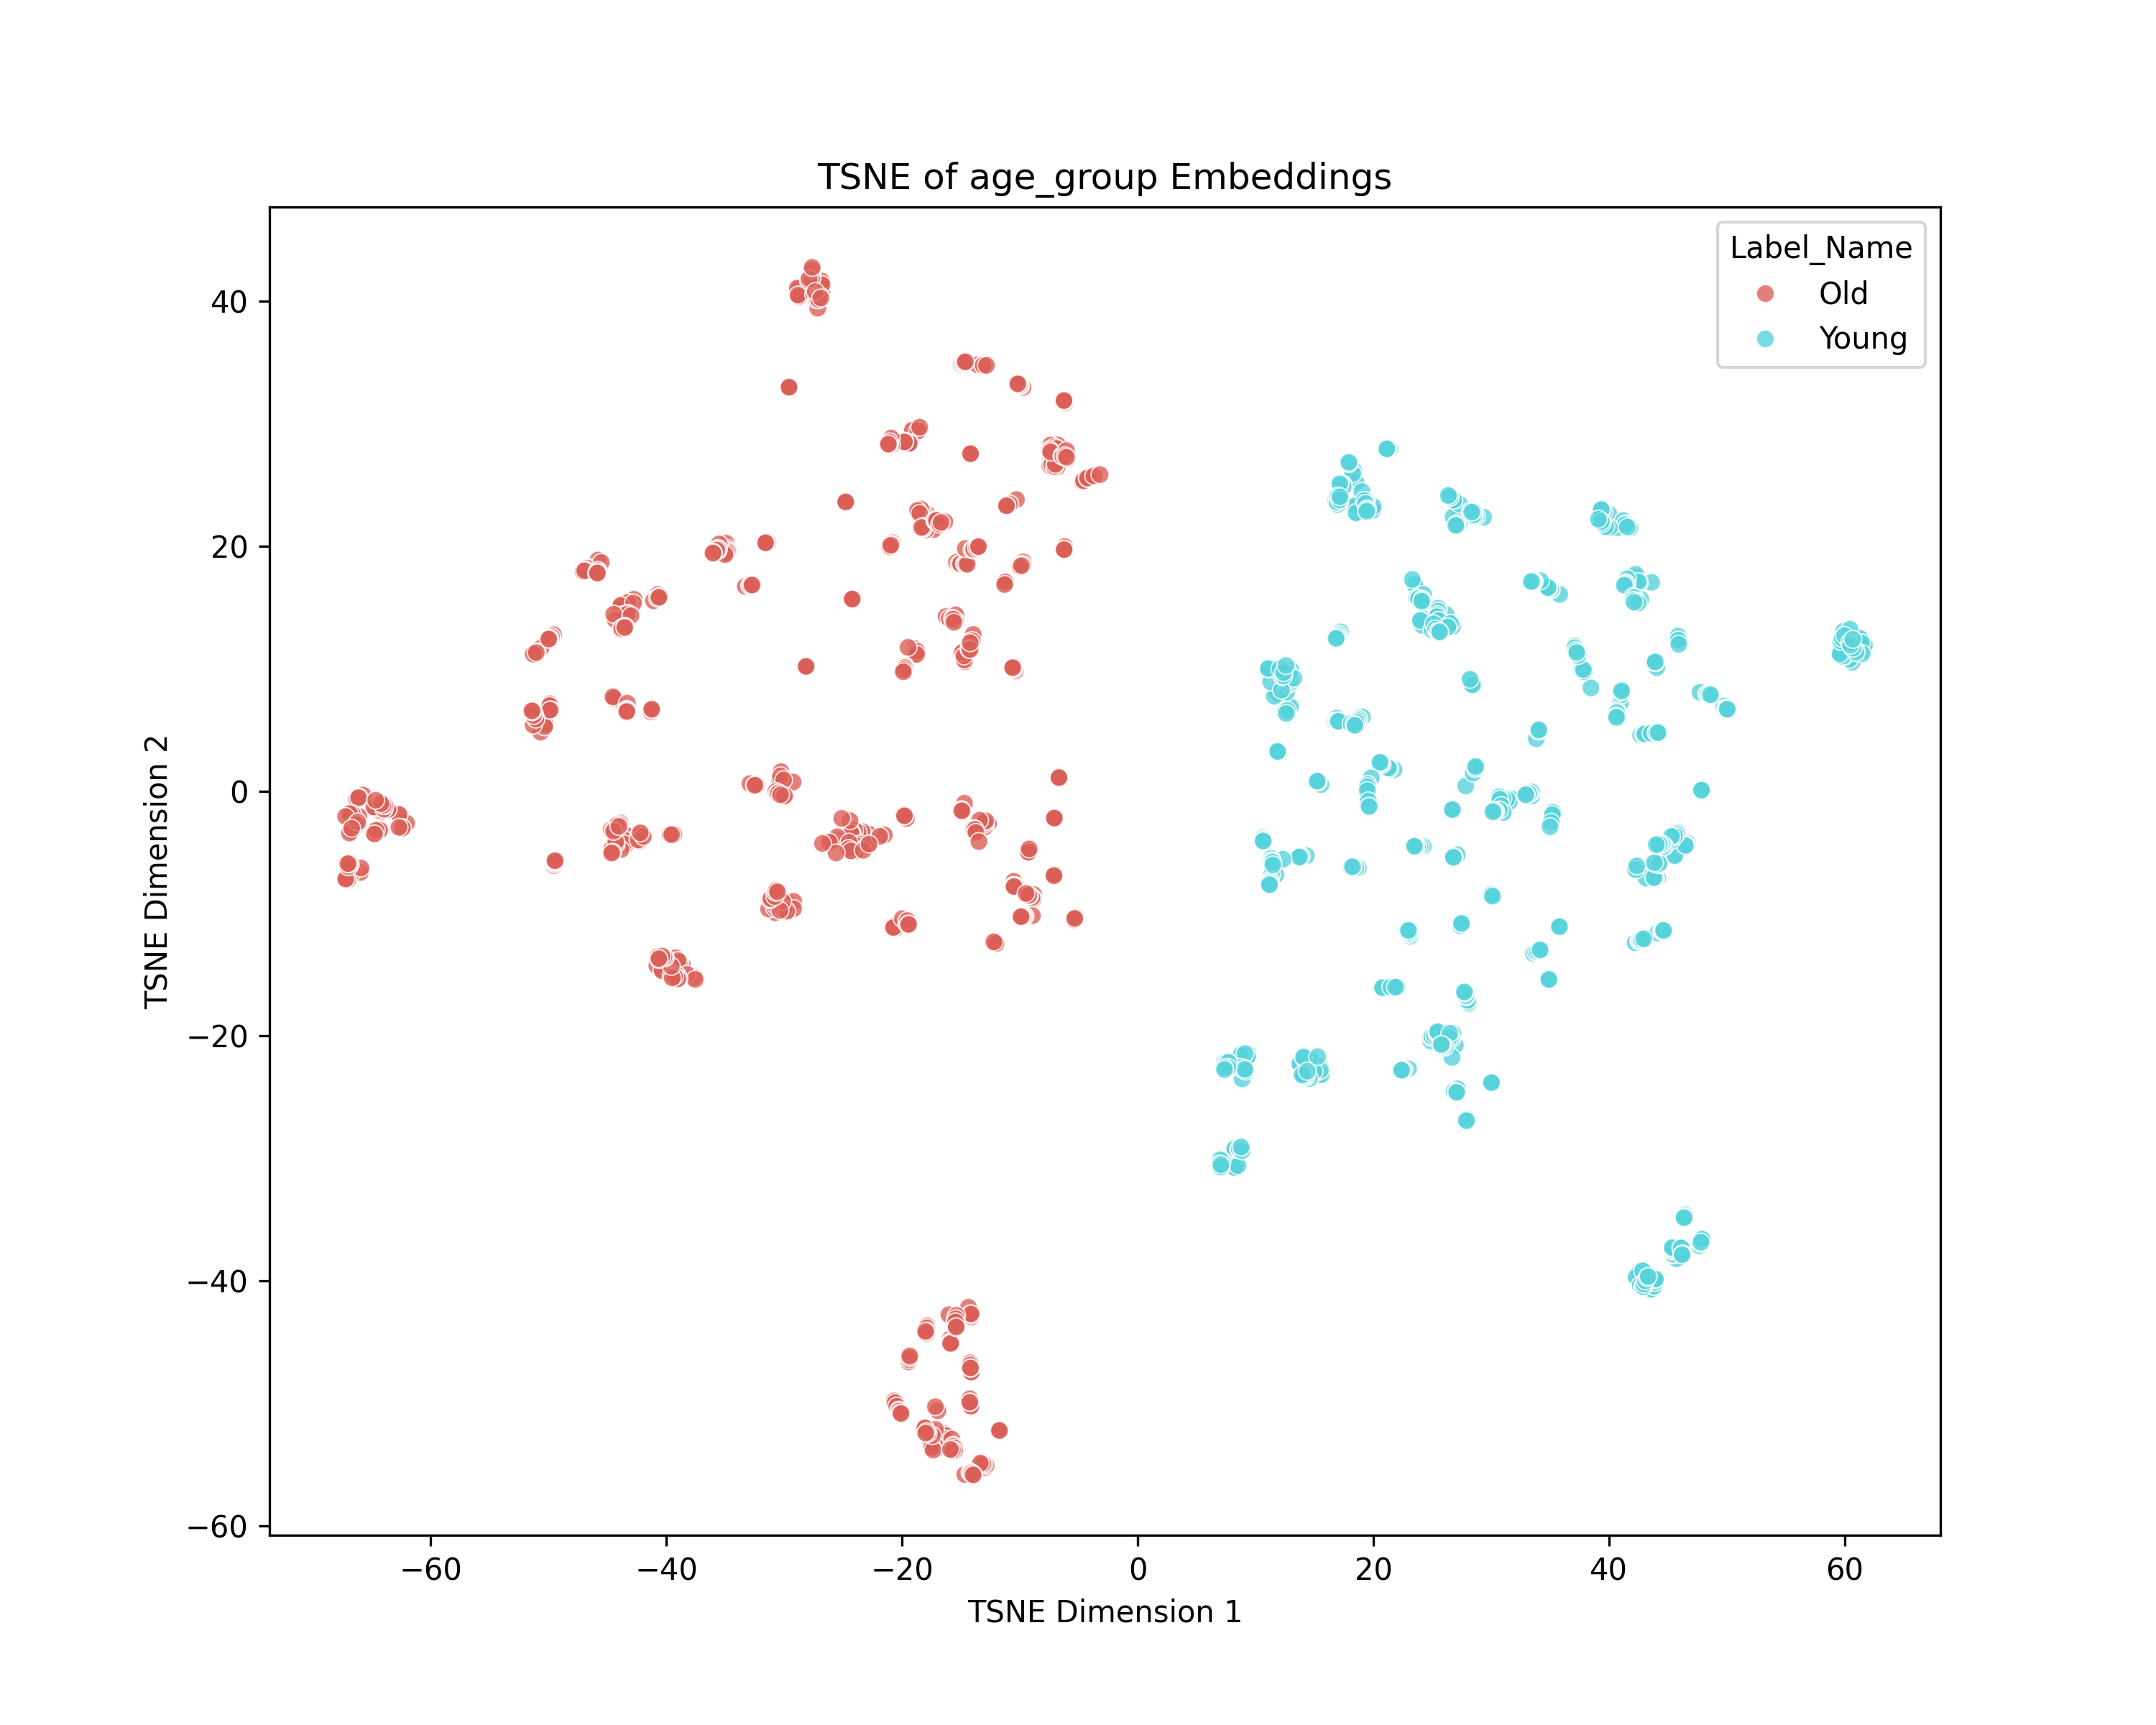 TSNE of age_group Embeddings
Label_Name
Old
Young
40
20
0
−20
−40
−60
TSNE Dimension 2
−60
−40
−20
0
20
40
60
TSNE Dimension 1